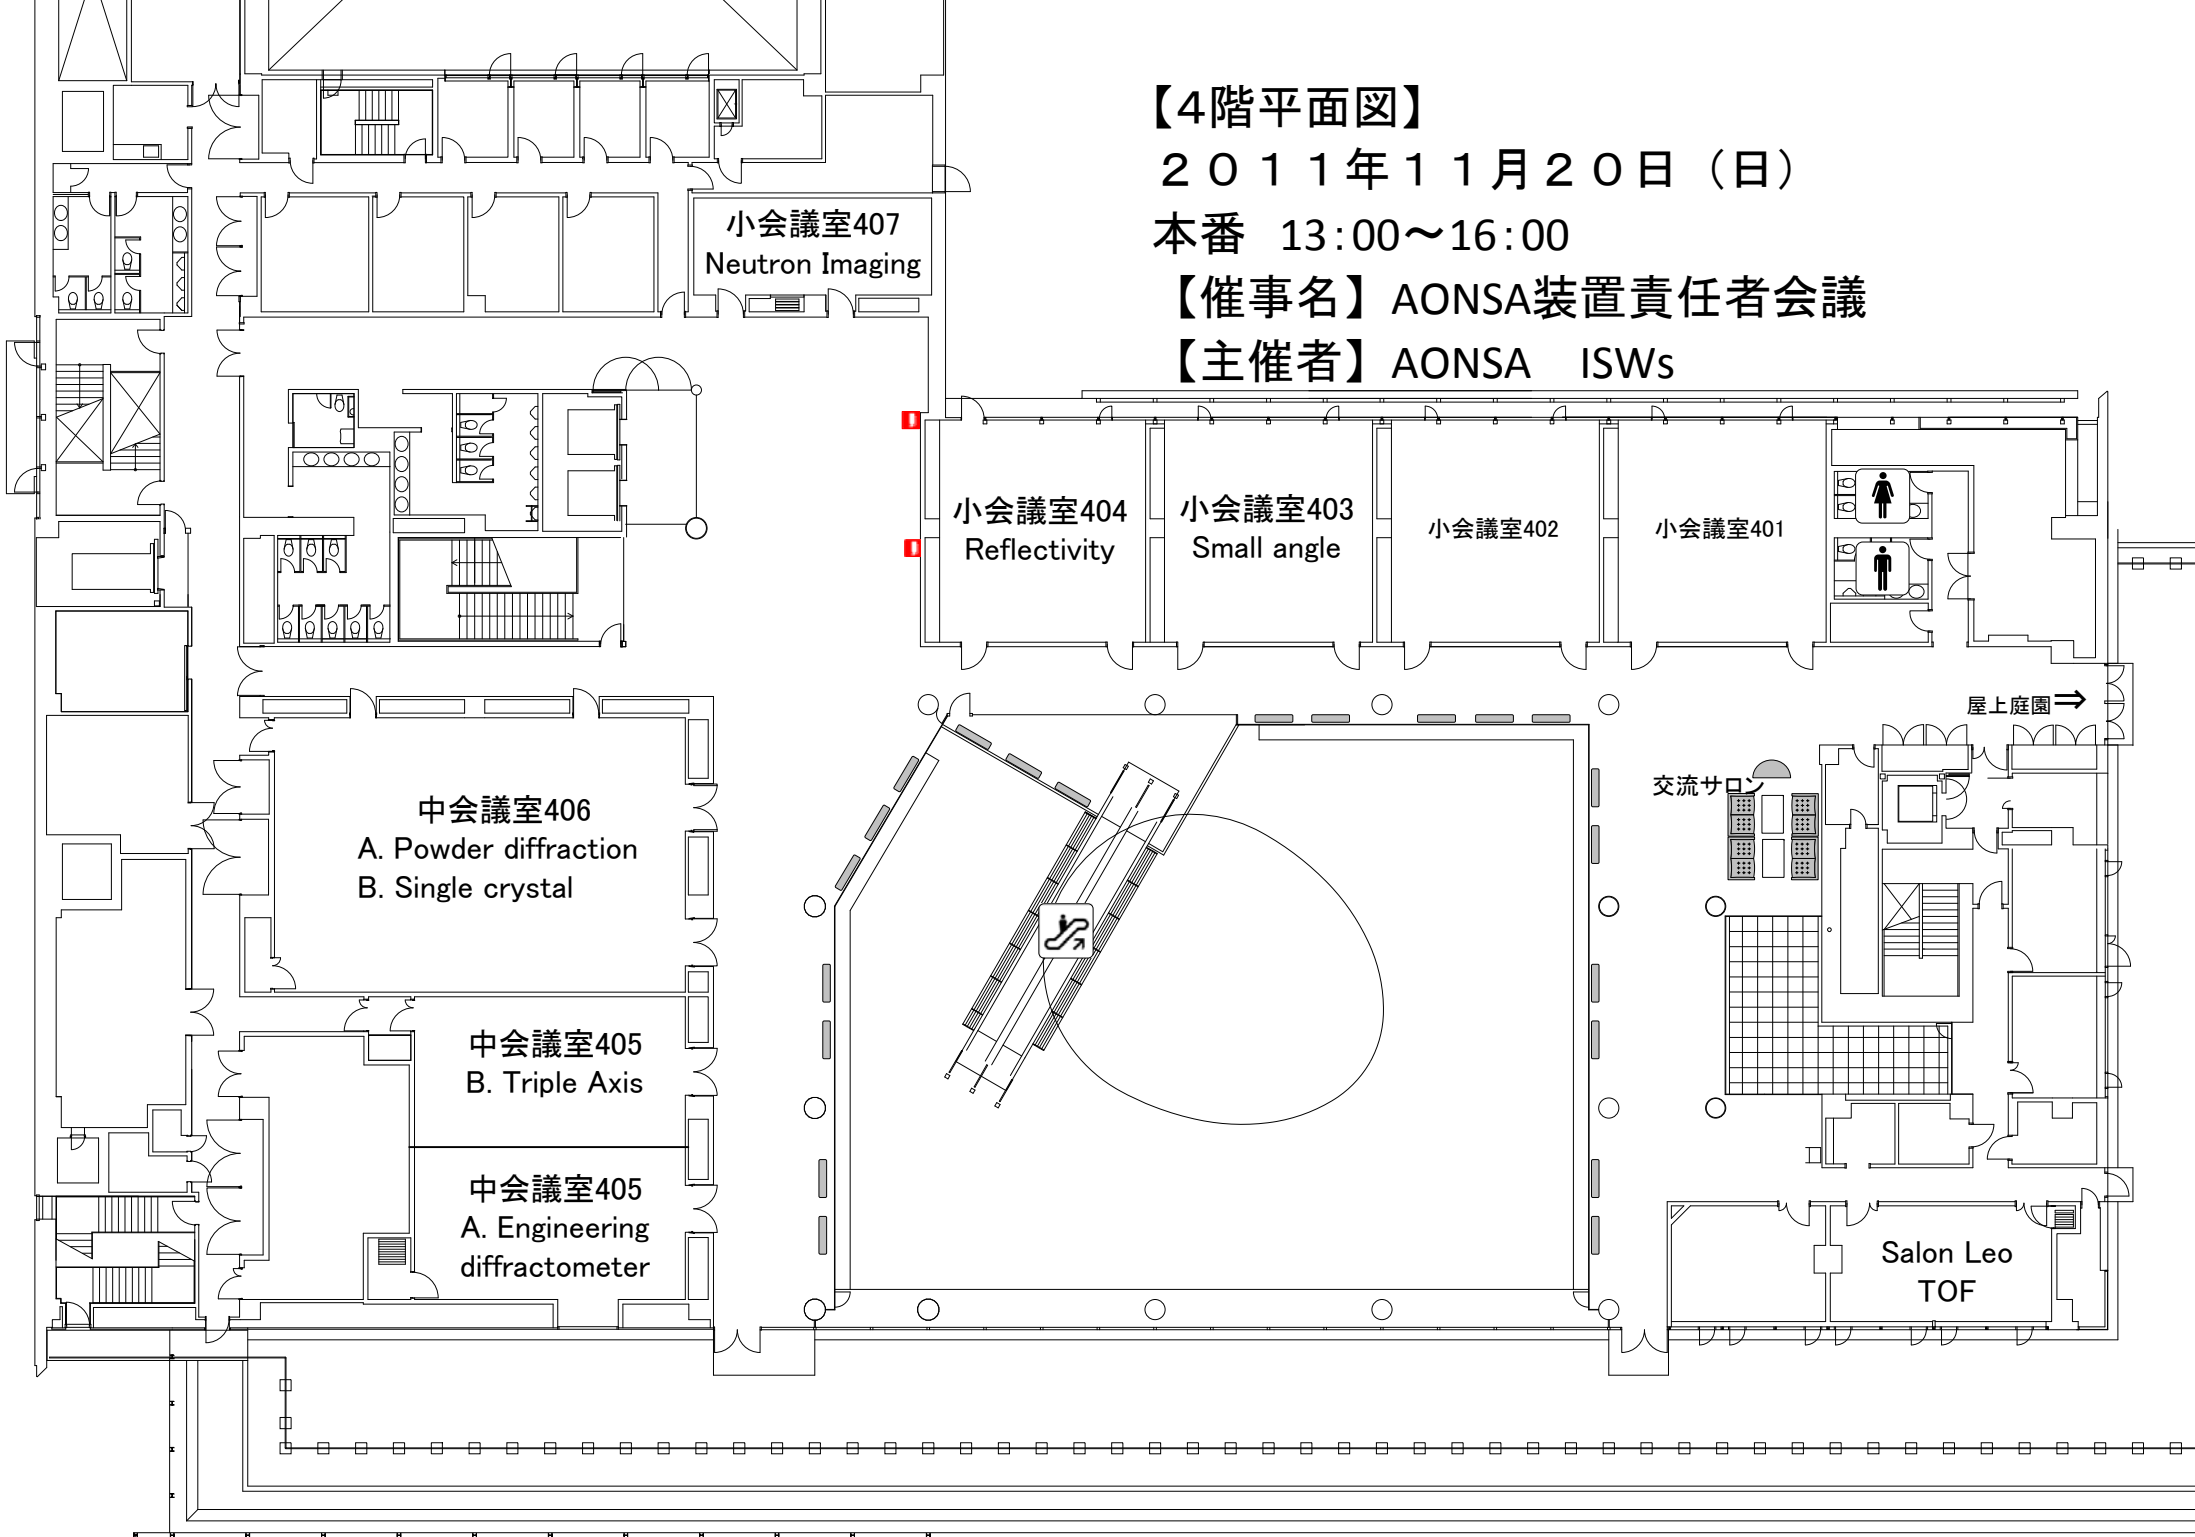 【4階平面図】
２０１１年１１月２０日（日）
本番　13：00～16：00
【催事名】AONSA装置責任者会議
【主催者】AONSA　ISWs
小会議室407
Neutron Imaging
小会議室404
Reflectivity
小会議室403
Small angle
小会議室402
小会議室401
屋上庭園⇒
交流サロン
中会議室406
A. Powder diffraction
B. Single crystal
中会議室405
B. Triple Axis
中会議室405
A. Engineering
diffractometer
Salon Leo
TOF